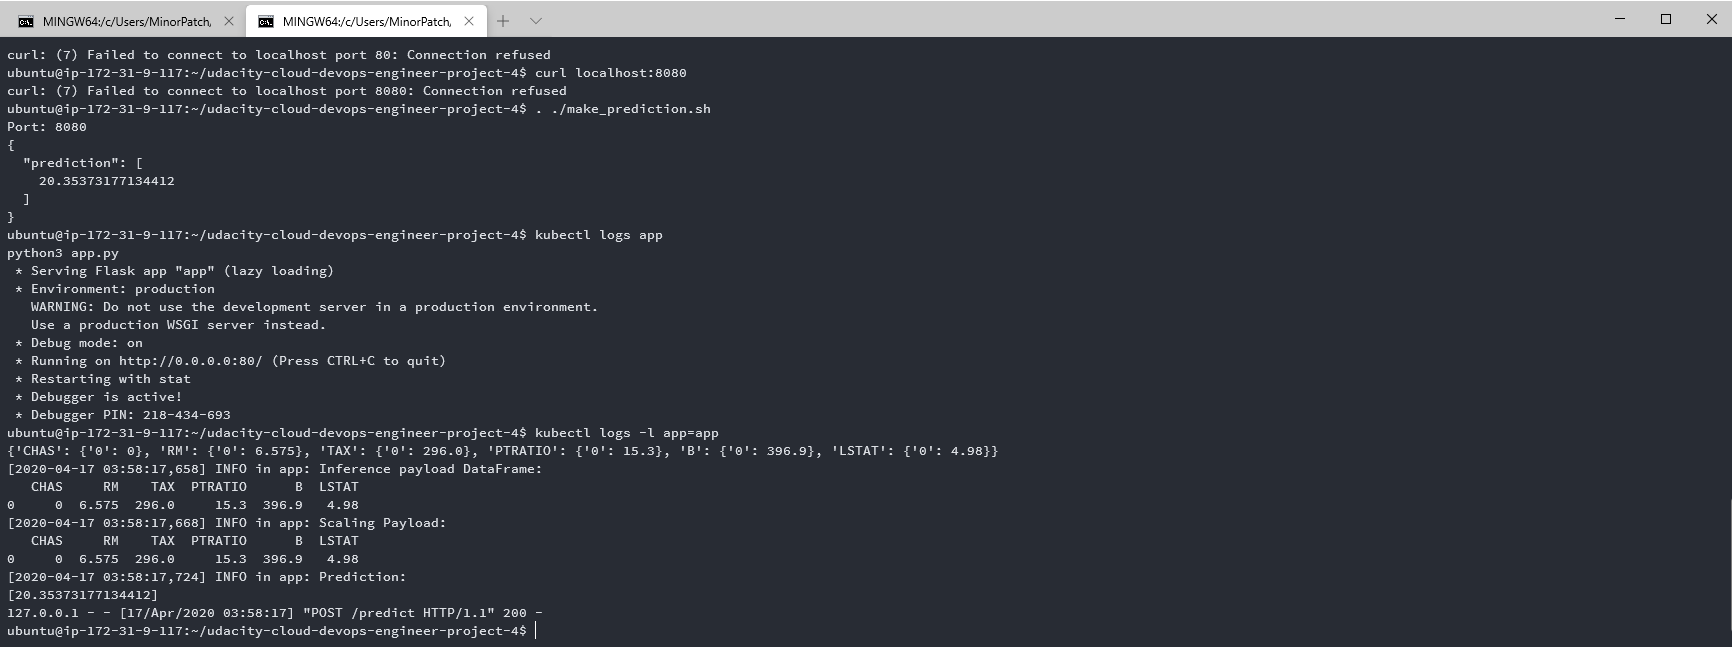 MINGW64:/c/Users/MinorPatch, MINGW64:/c/Users/MinorPatch,
curl: (7) Failed to connect to localhost port 80: Connection refused
ubuntu@ip-172-31-9-117:~/udacity-cloud-devops-engineer-project-4$ curl localhost:8080
curl: (7) Failed to connect to localhost port 8080: Connection refused
ubuntu@ip-172-31-9-117:~/udacity-cloud-devops-engineer-project-4$ . ./make_prediction.sh
Port: 8080
{
  "prediction": [
    20.35373177134412
  ]
}
ubuntu@ip-172-31-9-117:~/udacity-cloud-devops-engineer-project-4$ kubectl logs app
python3 app.py
 * Serving Flask app "app" (lazy loading)
 * Environment: production
   WARNING: Do not use the development server in a production environment.
   Use a production WSGI server instead.
 * Debug mode: on
 * Running on http://0.0.0.0:80/ (Press CTRL+C to quit)
 * Restarting with stat
 * Debugger is active!
 * Debugger PIN: 218-434-693
ubuntu@ip-172-31-9-117:~/udacity-cloud-devops-engineer-project-4$ kubectl logs -l app=app
{'CHAS': {'0': 0}, 'RM': {'0': 6.575}, 'TAX': {'0': 296.0}, 'PTRATIO': {'0': 15.3}, 'B': {'0': 396.9}, 'LSTAT': {'0': 4.98}}
[2020-04-17 03:58:17,658] INFO in app: Inference payload DataFrame:
   CHAS     RM    TAX  PTRATIO      B  LSTAT
0     0  6.575  296.0     15.3  396.9   4.98
[2020-04-17 03:58:17,668] INFO in app: Scaling Payload:
   CHAS     RM    TAX  PTRATIO      B  LSTAT
0     0  6.575  296.0     15.3  396.9   4.98
[2020-04-17 03:58:17,724] INFO in app: Prediction:
[20.35373177134412]
127.0.0.1 - - [17/Apr/2020 03:58:17] "POST /predict HTTP/1.1" 200 -
ubuntu@ip-172-31-9-117:~/udacity-cloud-devops-engineer-project-4$